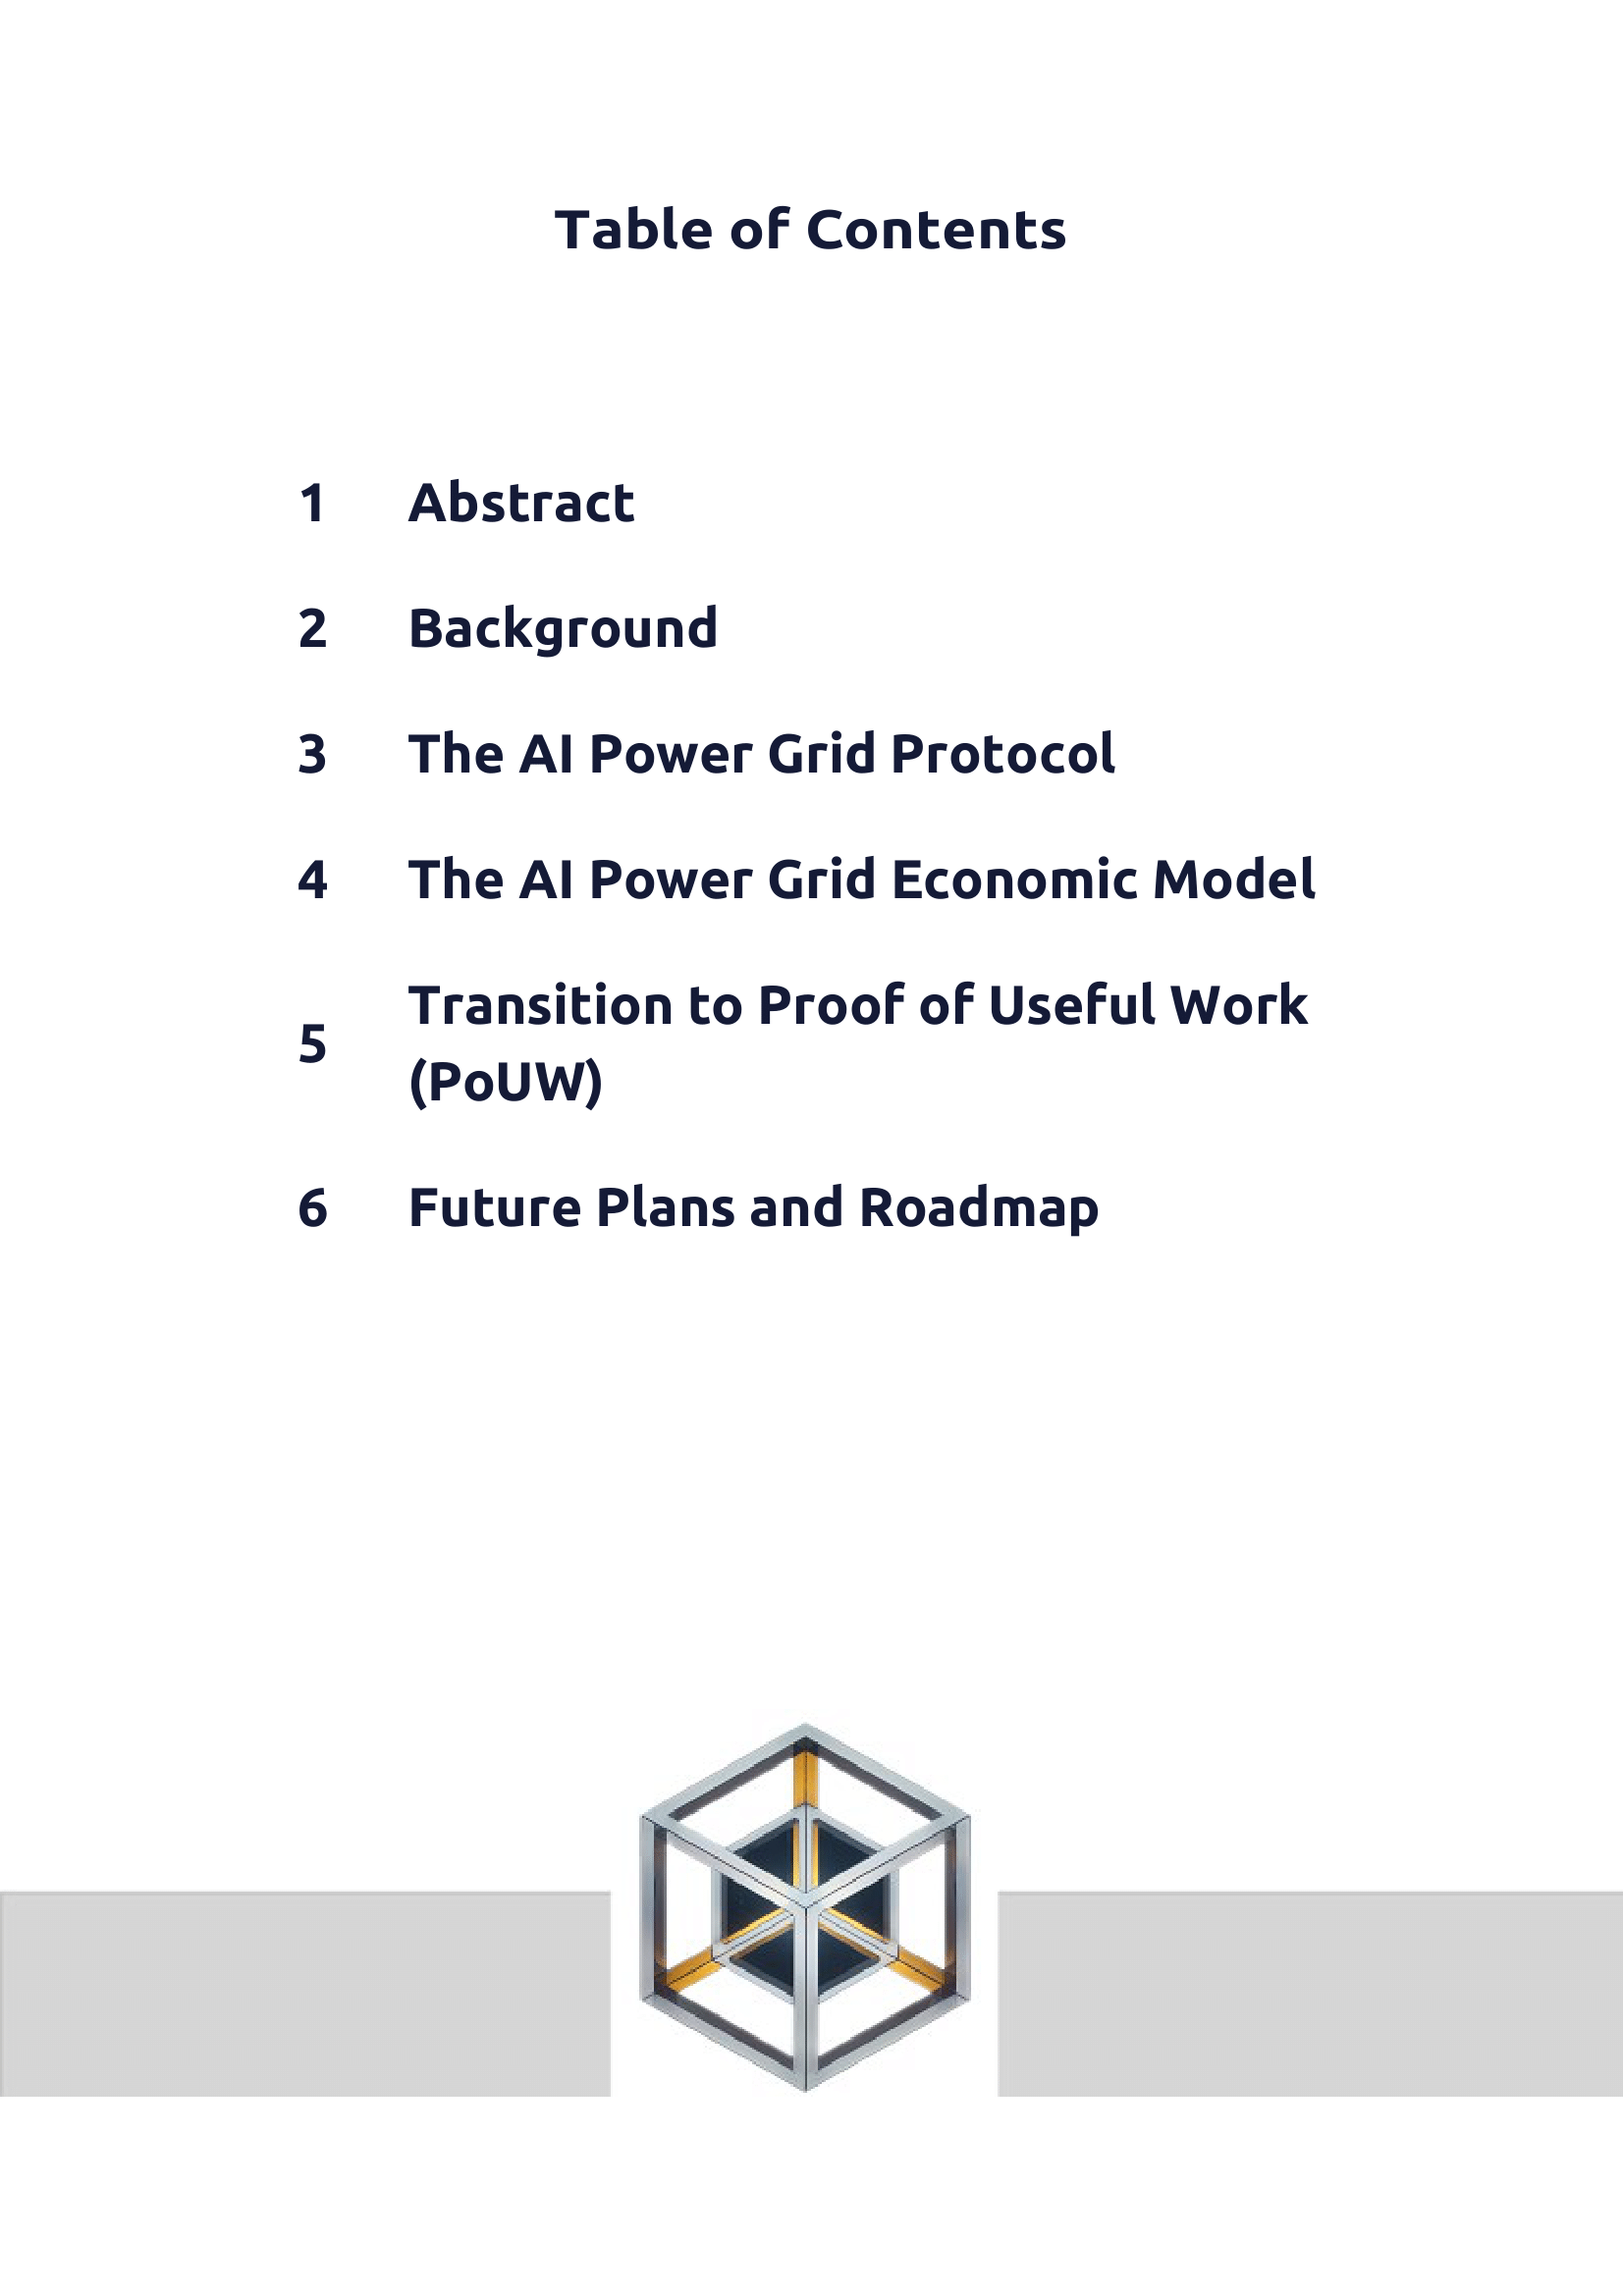 Table of Contents
1 Abstract
2 Background
3 The AI Power Grid Protocol
4 The AI Power Grid Economic Model
5 Transition to Proof of Useful Work
(PoUW)
6 Future Plans and Roadmap